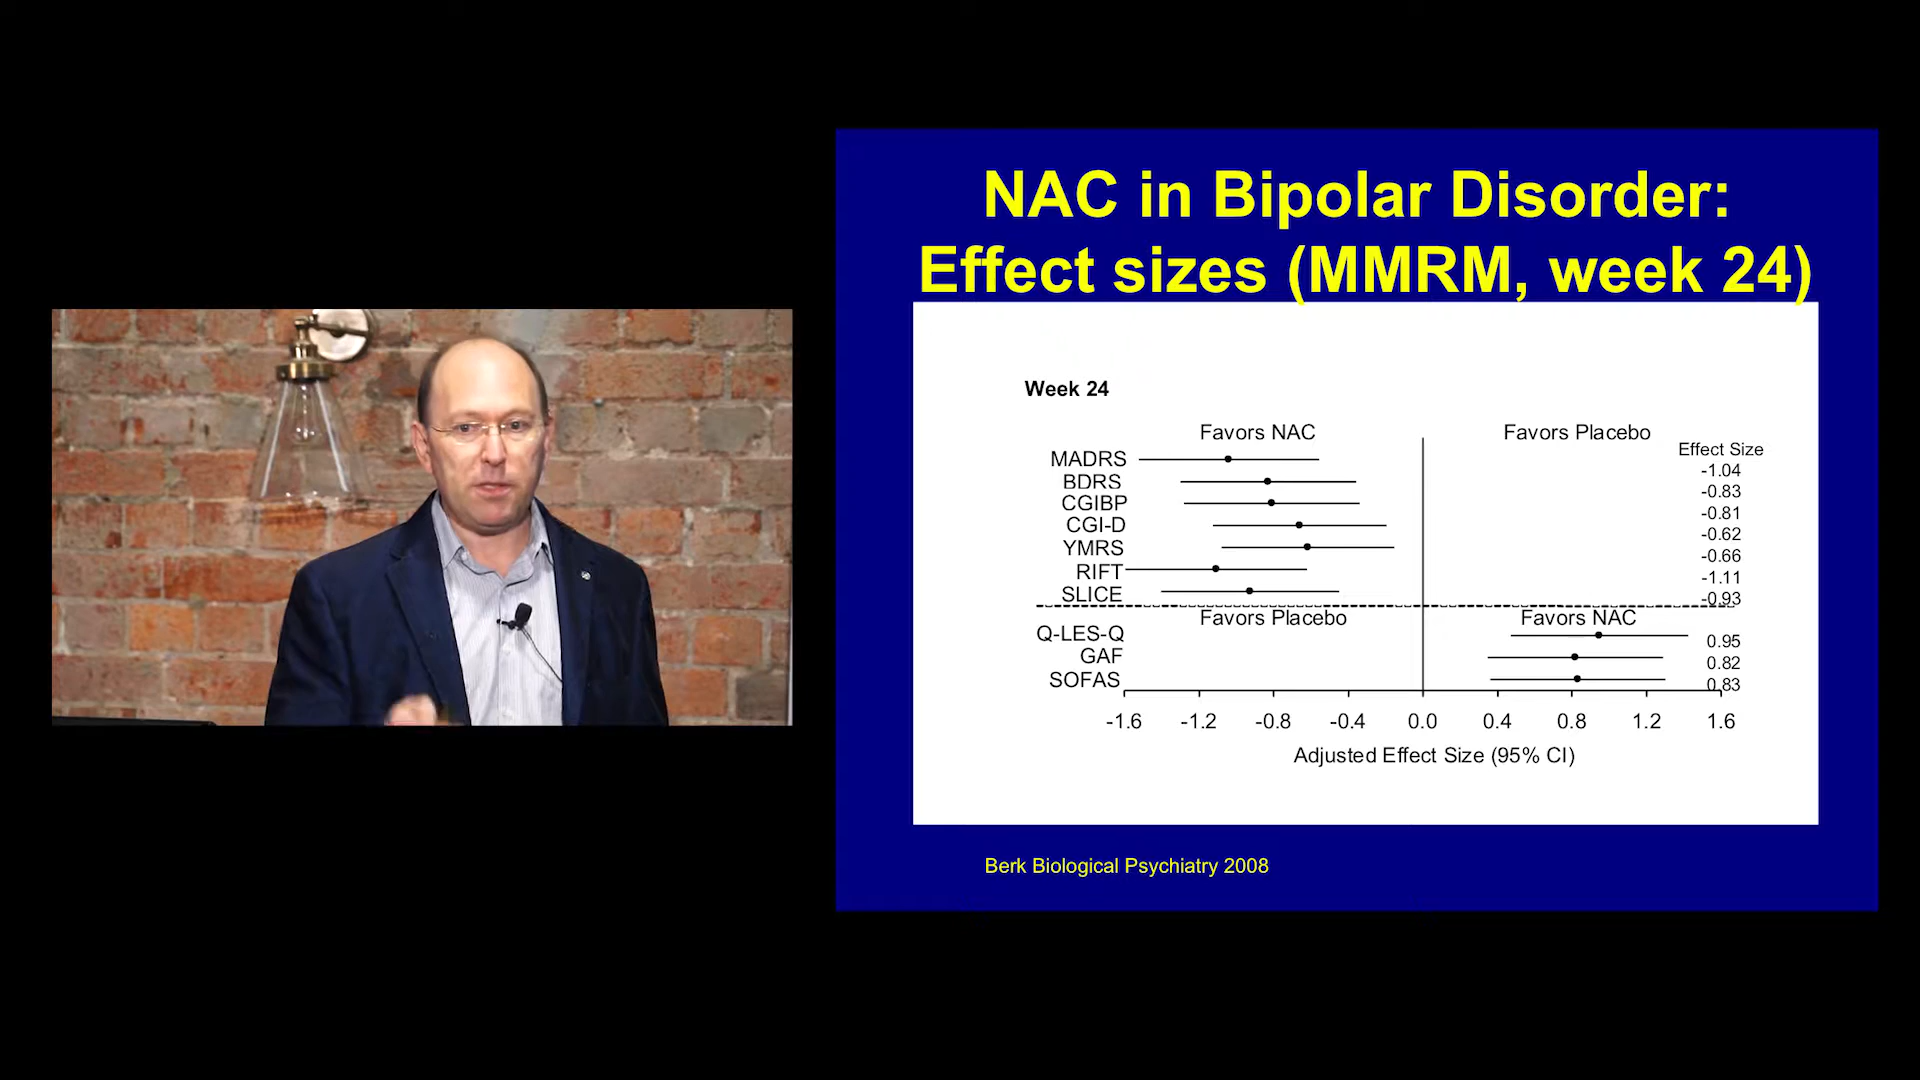 NAC in Bipolar Disorder:
Effect sizes (MMRM, week 24)
Week 24
Favors NAC
Favors Placebo
Effect Size
MADRS
-1.04
BDRS
-0.83
CGIBP
-0.81
CGI-D
-0.62
YMRS
-0.66
RIFT
-1.11
SLICE
-0.93
Favors Placebo
Favors NAC
Q-LES-Q
0.95
GAF
0.82
SOFAS
0.83
-1.6 -1.2 -0.8 -0.4 0.0 0.4 0.8 1.2 1.6
Adjusted Effect Size (95% CI)
Berk Biological Psychiatry 2008